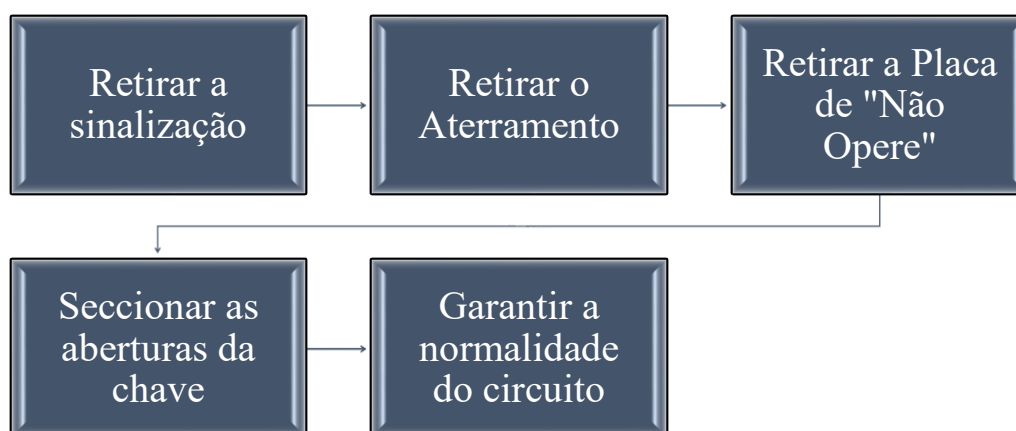 Retirar a
sinalização
Retirar o
Aterramento
Retirar a Placa
de "Não
Opere"
Seccionar as
aberturas da
chave
Garantir a
normalidade
do circuito